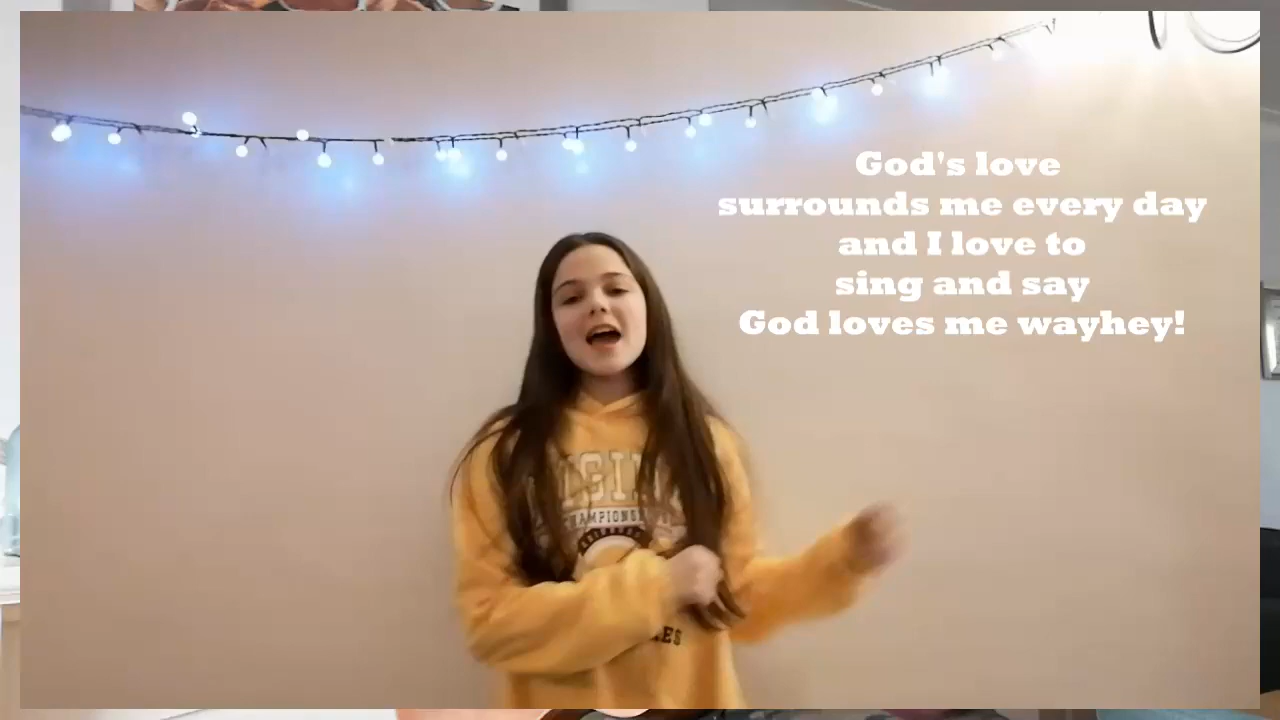 God's love
surrounds me every day
and I love to
sing and say
God loves me wayhey!